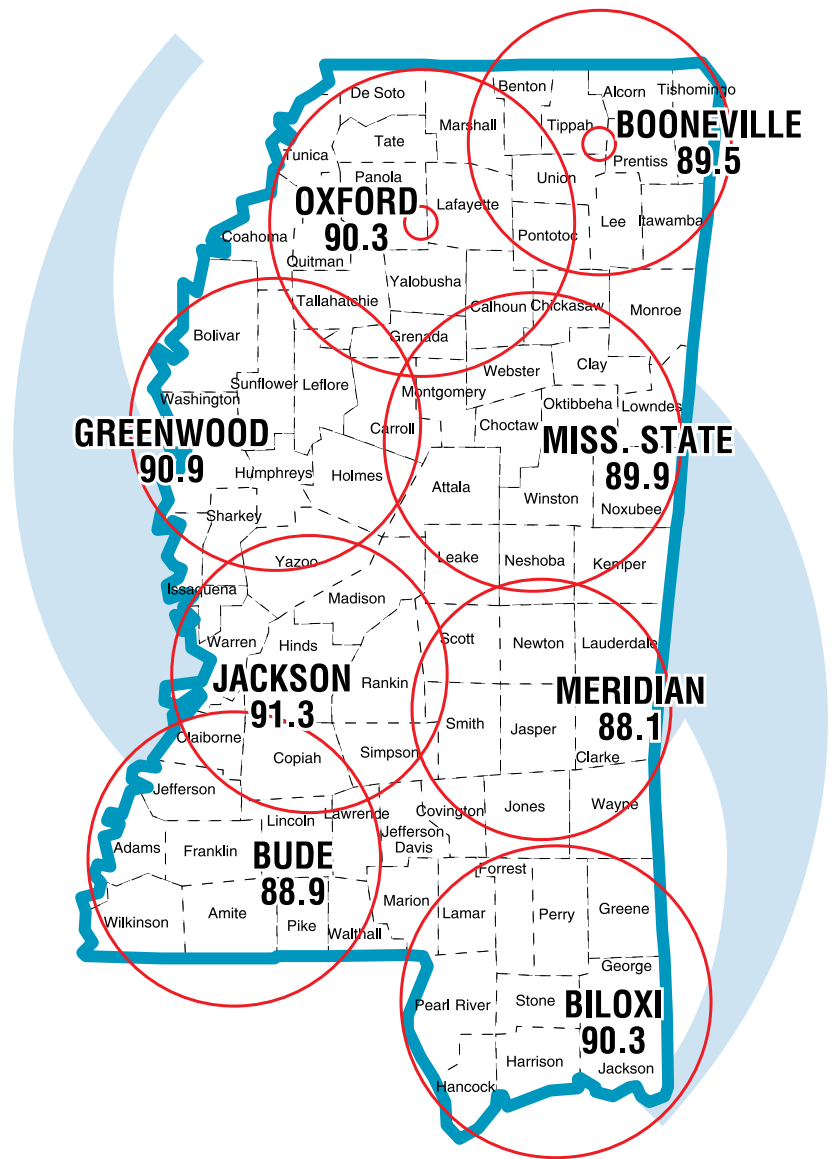 Benton
Alcorn
Tishomingo
De Soto
Marshall
Tippah
BOONEVILLE
89.5
Tate
Tunica
Prentiss
Panola
Union
OXFORD
90.3
Lafayette
Lee
Itawamba
Coahoma
Pontotoc
Quitman
Yalobusha
Tallahatchie
Calhoun
Chickasaw
Monroe
Bolivar
Grenada
Webster
Clay
Sunflower
Leflore
Montgomery
Washington
Oktibbeha
Lowndes
Carroll
Choctaw
GREENWOOD
90.9
MISS. STATE
89.9
Humphreys
Holmes
Attala
Winston
Noxubee
Sharkey
Yazoo
Leake
Neshoba
Kemper
Issaquena
Madison
Warren
Hinds
Scott
Newton
Lauderdale
JACKSON
91.3
Rankin
MERIDIAN
88.1
Smith
Jasper
Claiborne
Copiah
Simpson
Clarke
Jefferson
Lincoln
Lawrence
Covington
Jones
Wayne
Jefferson
Davis
Adams
Franklin
BUDE
88.9
Forrest
Wilkinson
Amite
Pike
Walthall
Marion
Lamar
Perry
Greene
George
Pearl River
Stone
BILOXI
90.3
Harrison
Jackson
Hancock